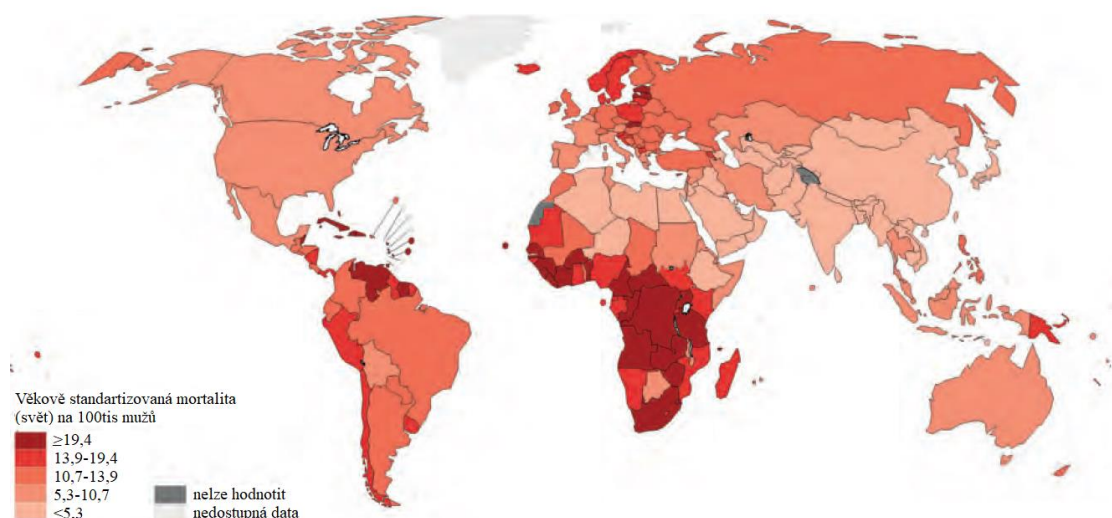 Věkově standartizovaná mortalita
(svět) na 100tis mužů
≥19,4
13,9-19,4
10,7-13,9
5,3-10,7
<5,3
nelze hodnotit
nedostupná data